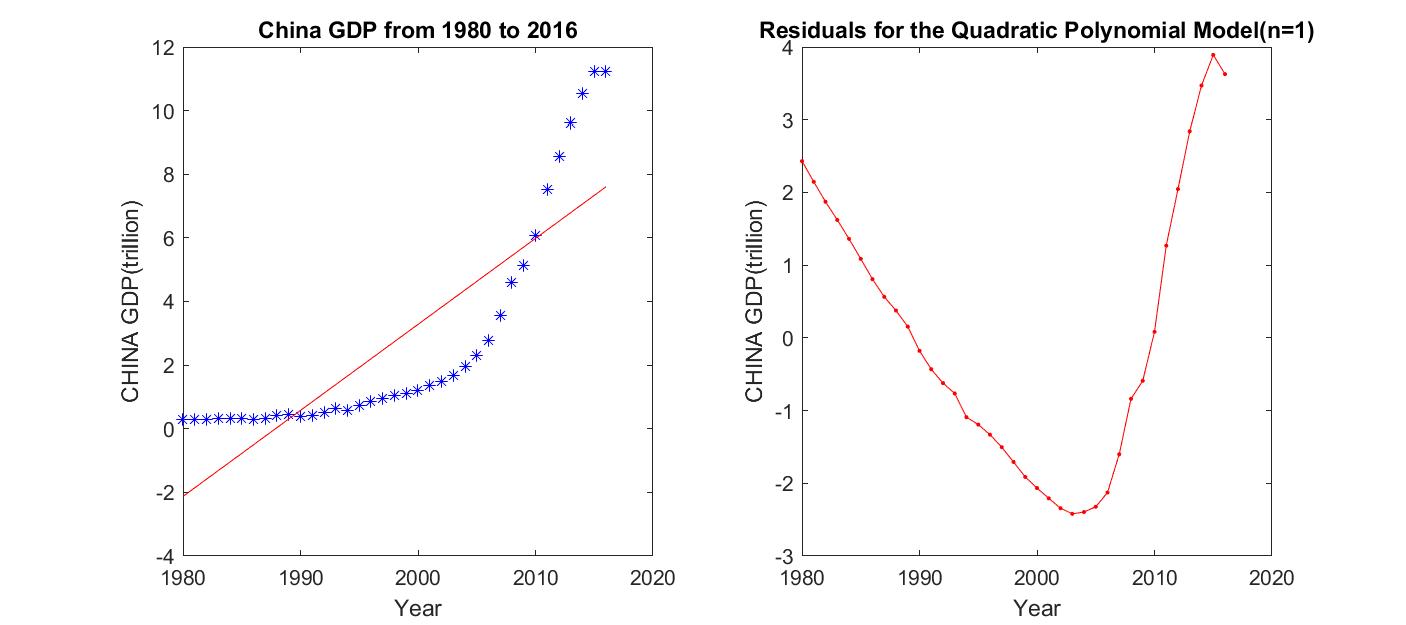 China GDP from 1980 to 2016
12
10
8
6
4
2
0
-2
-4
CHINA GDP(trillion)
1980 1990 2000 2010 2020
Year
Residuals for the Quadratic Polynomial Model(n=1)
4
3
2
1
0
-1
-2
-3
CHINA GDP(trillion)
1980 1990 2000 2010 2020
Year